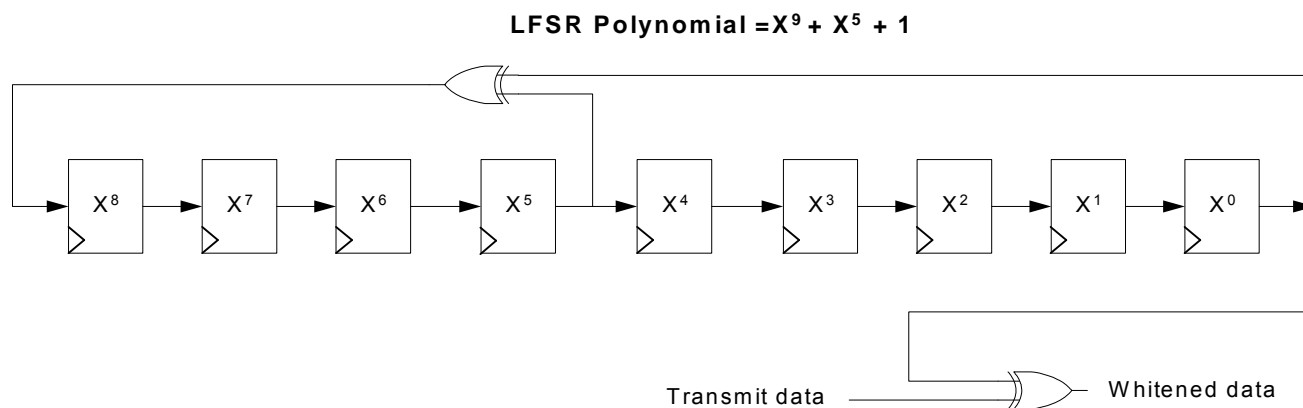 LFSR Polynomial =X⁹ + X⁵ + 1
X⁸ X⁷ X⁶ X⁵ X⁴ X³ X² X¹ X⁰
Transmit data Whitened data